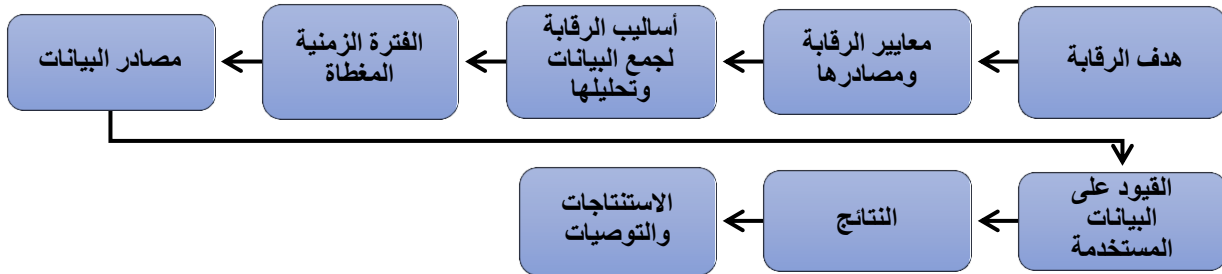 هدف الرقابة
معايير الرقابة
ومصادرها
أساليب الرقابة
لجمع البيانات
وتحليلها
الفترة الزمنية
المغطاة
مصادر البيانات
القيود على
البيانات
المستخدمة
النتائج
الاستنتاجات
والتوصيات